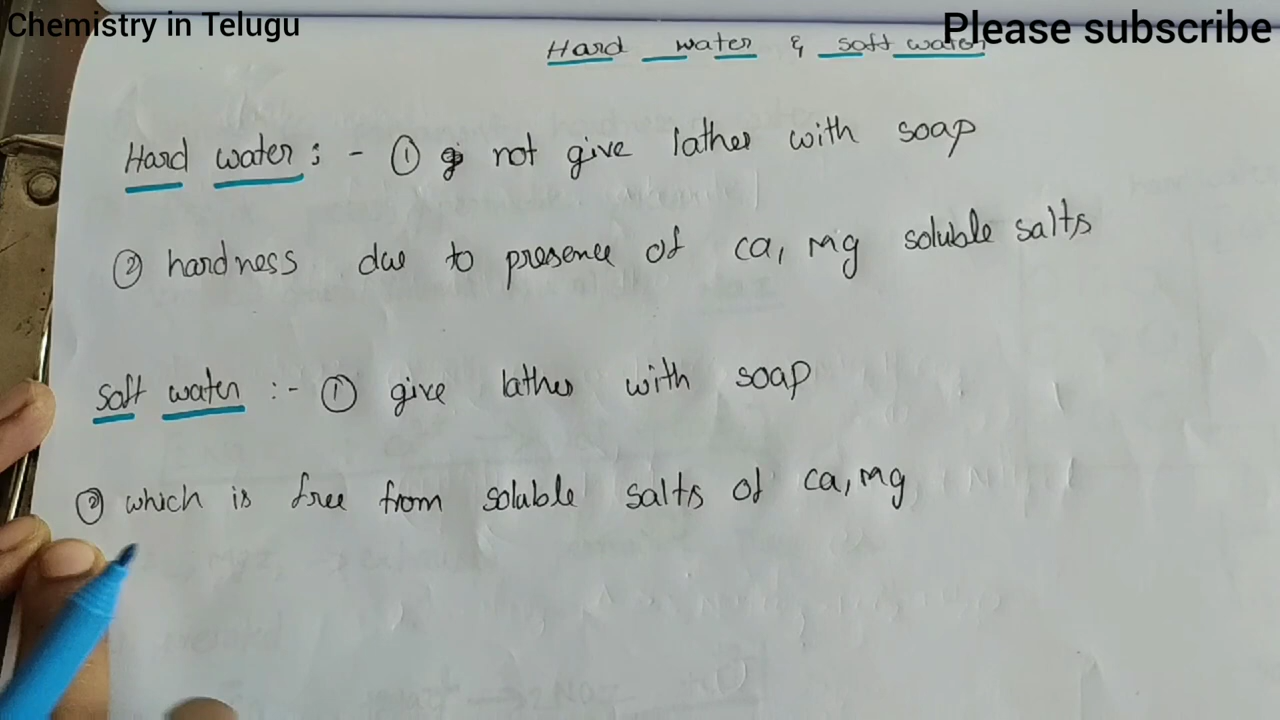 Chemistry in Telugu
Please subscribe
Hard water & soft water
Hard water : - ① not give lather with soap
② hardness due to presence of ca, Mg soluble salts
soft water :- ① give lather with soap
② which is free from soluble salts of ca, Mg